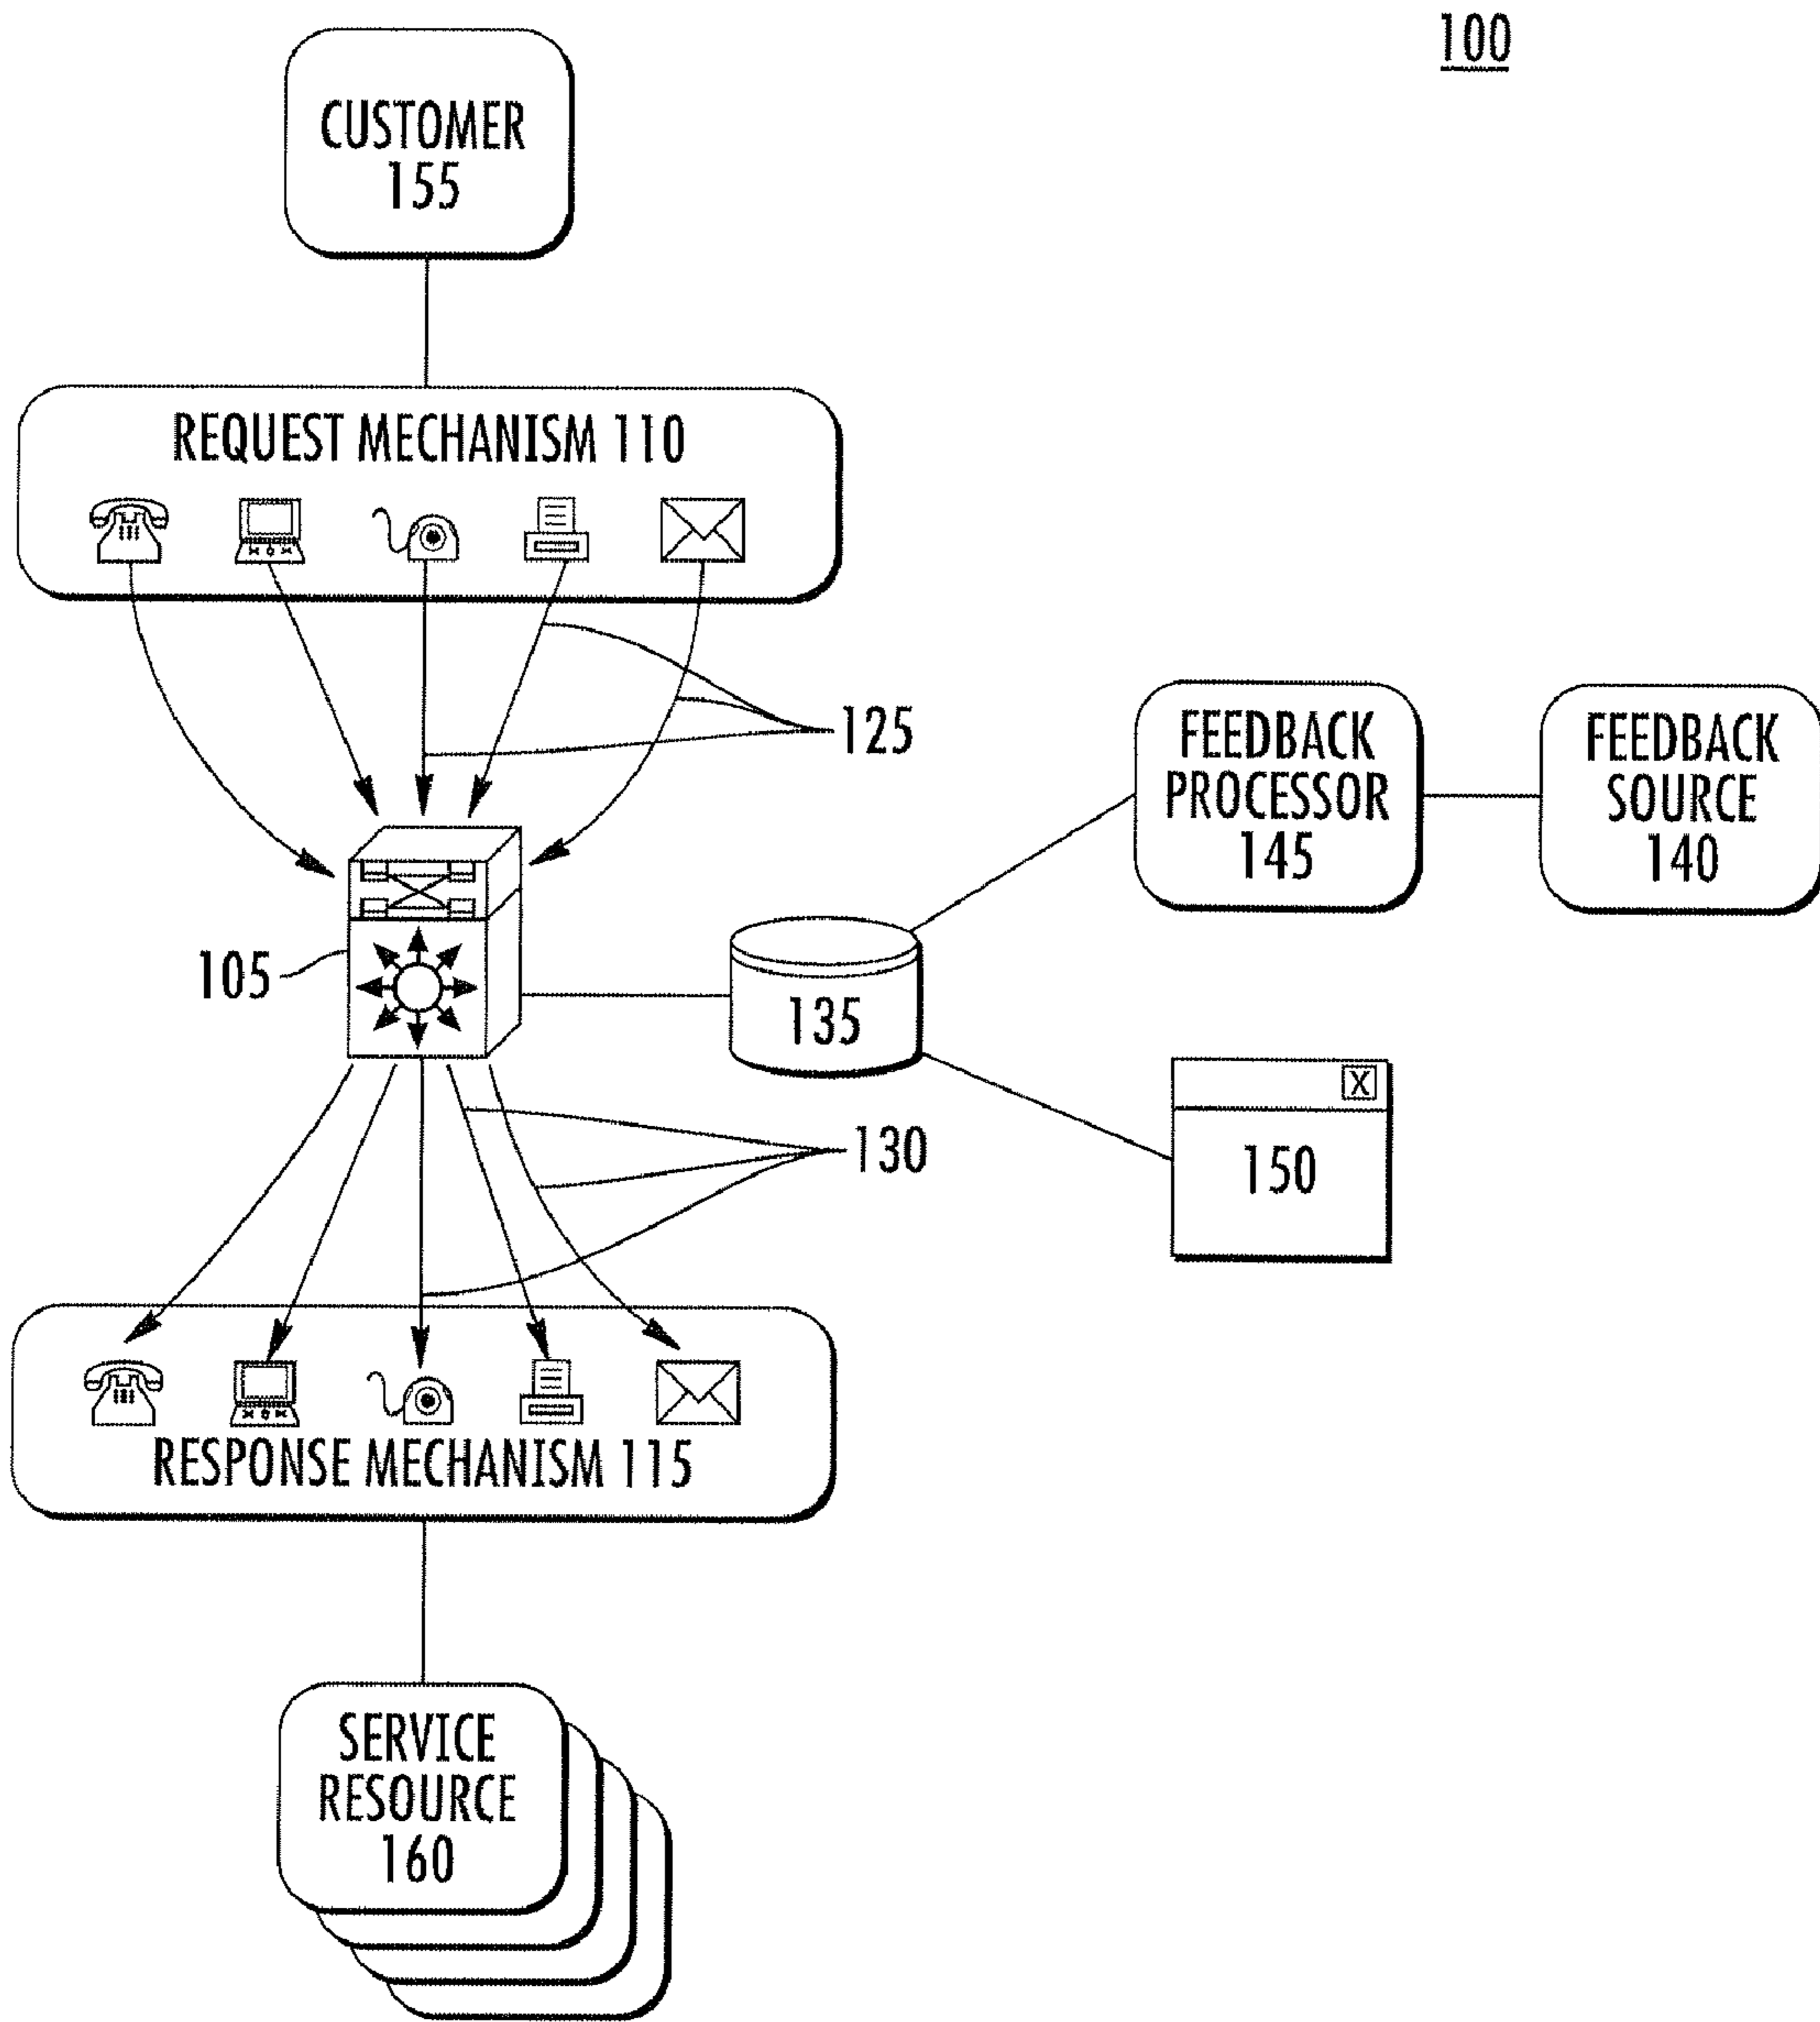 100
CUSTOMER
155
REQUEST MECHANISM 110
125
FEEDBACK
PROCESSOR
145
FEEDBACK
SOURCE
140
105
135
X
150
130
RESPONSE MECHANISM 115
SERVICE
RESOURCE
160